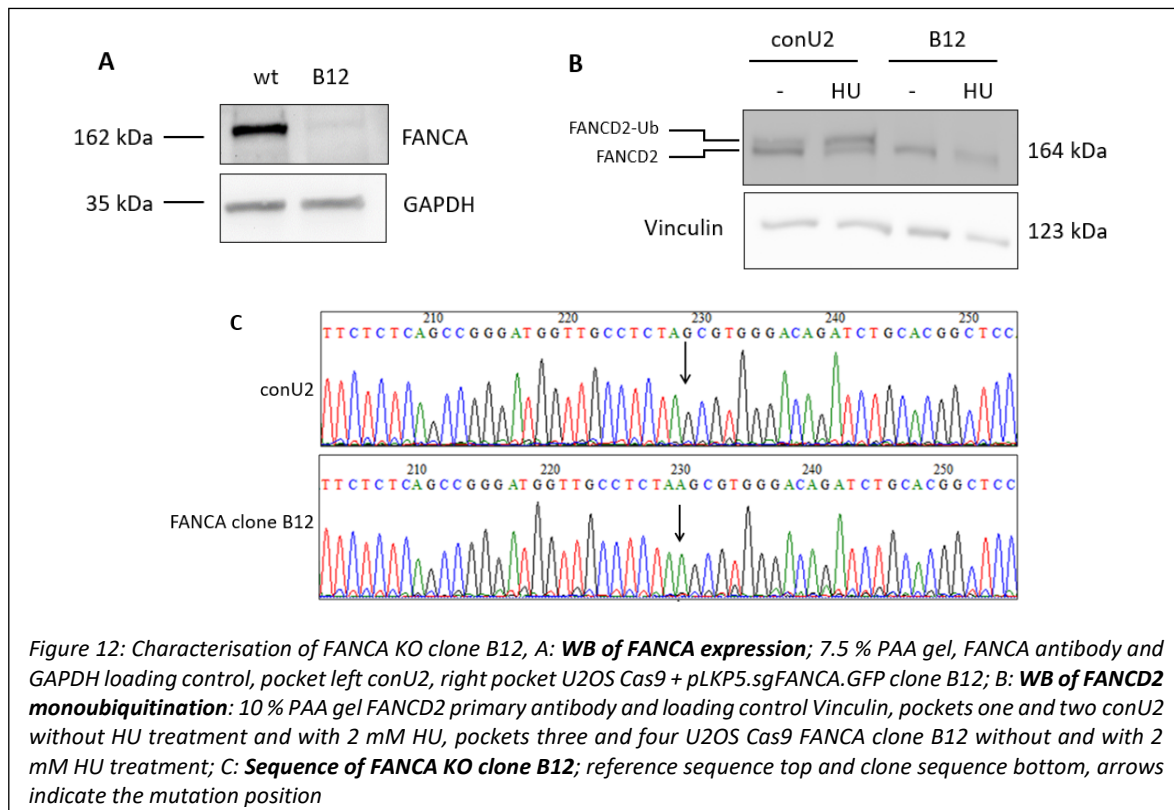 A
wt B12
162 kDa
FANCA
35 kDa
GAPDH
B
conU2 B12
- HU - HU
FANCD2-Ub
FANCD2
164 kDa
Vinculin
123 kDa
C
210 220 230 240 250
TTCTCTCAGCCGGGATGGTTGCCTCTAGCGTGGGACAGATCTGCACGGCTCC
conU2
210 220 230 240 250
TTCTCTCAGCCGGGATGGTTGCCTCTAAGCGTGGGACAGATCTGCACGGCTCC
FANCA clone B12
Figure 12: Characterisation of FANCA KO clone B12, A: WB of FANCA expression; 7.5 % PAA gel, FANCA antibody and
GAPDH loading control, pocket left conU2, right pocket U2OS Cas9 + pLKP5.sgFANCA.GFP clone B12; B: WB of FANCD2
monoubiquitination: 10 % PAA gel FANCD2 primary antibody and loading control Vinculin, pockets one and two conU2
without HU treatment and with 2 mM HU, pockets three and four U2OS Cas9 FANCA clone B12 without and with 2
mM HU treatment; C: Sequence of FANCA KO clone B12; reference sequence top and clone sequence bottom, arrows
indicate the mutation position